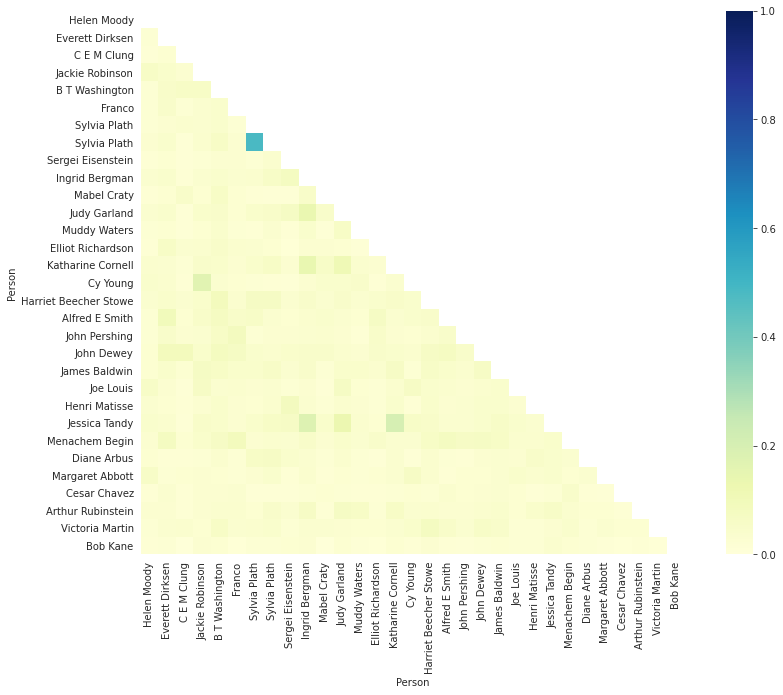 Helen Moody
Everett Dirksen
C E M Clung
Jackie Robinson
B T Washington
Franco
Sylvia Plath
Sylvia Plath
Sergei Eisenstein
Ingrid Bergman
Mabel Craty
Judy Garland
Muddy Waters
Elliot Richardson
Katharine Cornell
Cy Young
Harriet Beecher Stowe
Alfred E Smith
John Pershing
John Dewey
James Baldwin
Joe Louis
Henri Matisse
Jessica Tandy
Menachem Begin
Diane Arbus
Margaret Abbott
Cesar Chavez
Arthur Rubinstein
Victoria Martin
Bob Kane
Person
Helen Moody
Everett Dirksen
C E M Clung
Jackie Robinson
B T Washington
Franco
Sylvia Plath
Sylvia Plath
Sergei Eisenstein
Ingrid Bergman
Mabel Craty
Judy Garland
Muddy Waters
Elliot Richardson
Katharine Cornell
Cy Young
Harriet Beecher Stowe
Alfred E Smith
John Pershing
John Dewey
James Baldwin
Joe Louis
Henri Matisse
Jessica Tandy
Menachem Begin
Diane Arbus
Margaret Abbott
Cesar Chavez
Arthur Rubinstein
Victoria Martin
Bob Kane
Person
1.0
0.8
0.6
0.4
0.2
0.0